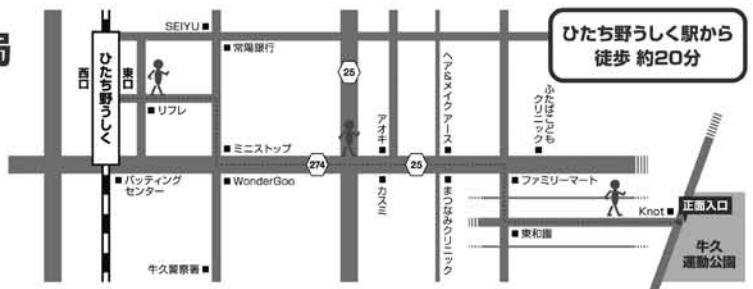 局
ひたち野うしく駅から
徒歩 約20分
SEIYU
常陽銀行
ひたち野うしく
西口
東口
リフレ
25
ミニストップ
274
25
アオキ
ヘア&メイク アース
ふたばこども
クリニック
バッティング
センター
WonderGoo
カスミ
まつなみクリニック
ファミリーマート
Knot
正面入口
東和園
牛久
運動公園
牛久警察署